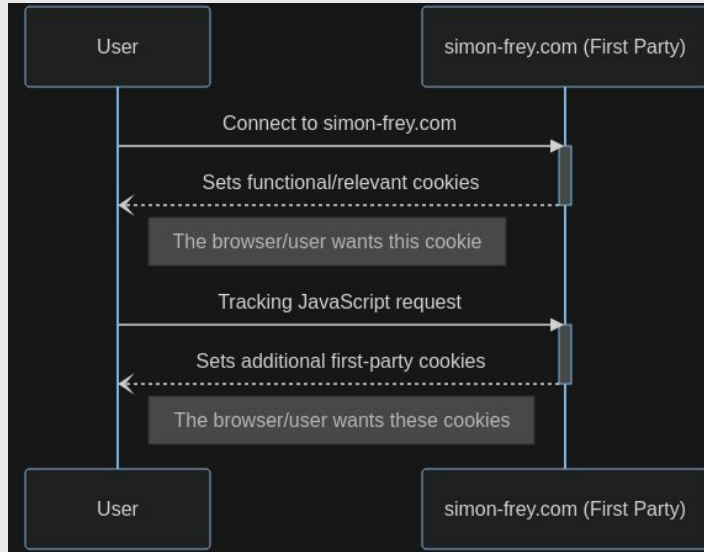 User
simon-frey.com (First Party)
Connect to simon-frey.com
Sets functional/relevant cookies
The browser/user wants this cookie
Tracking JavaScript request
Sets additional first-party cookies
The browser/user wants these cookies
User
simon-frey.com (First Party)